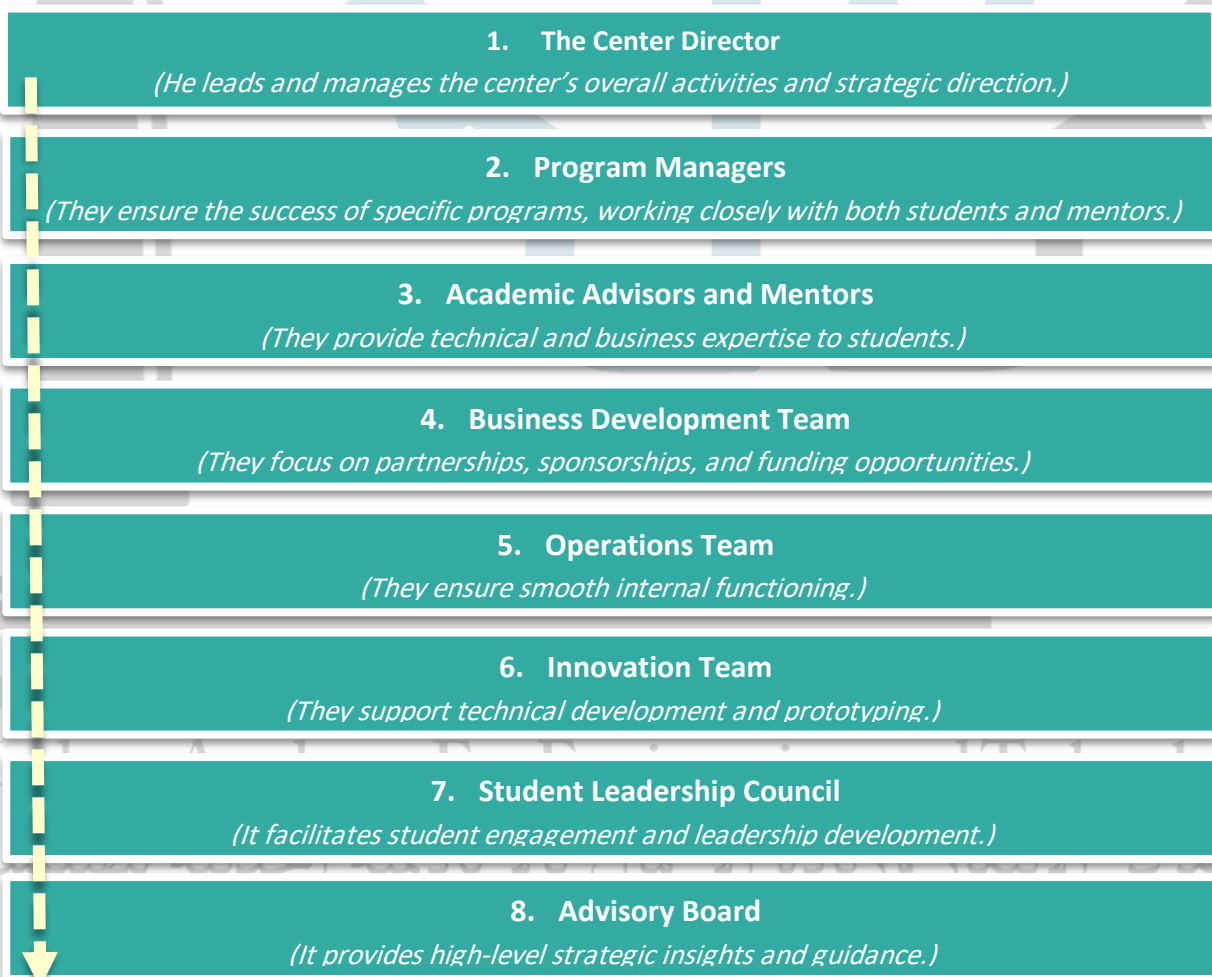 1. The Center Director
(He leads and manages the center's overall activities and strategic direction.)
2. Program Managers
(They ensure the success of specific programs, working closely with both students and mentors.)
3. Academic Advisors and Mentors
(They provide technical and business expertise to students.)
4. Business Development Team
(They focus on partnerships, sponsorships, and funding opportunities.)
5. Operations Team
(They ensure smooth internal functioning.)
6. Innovation Team
(They support technical development and prototyping.)
7. Student Leadership Council
(It facilitates student engagement and leadership development.)
8. Advisory Board
(It provides high-level strategic insights and guidance.)